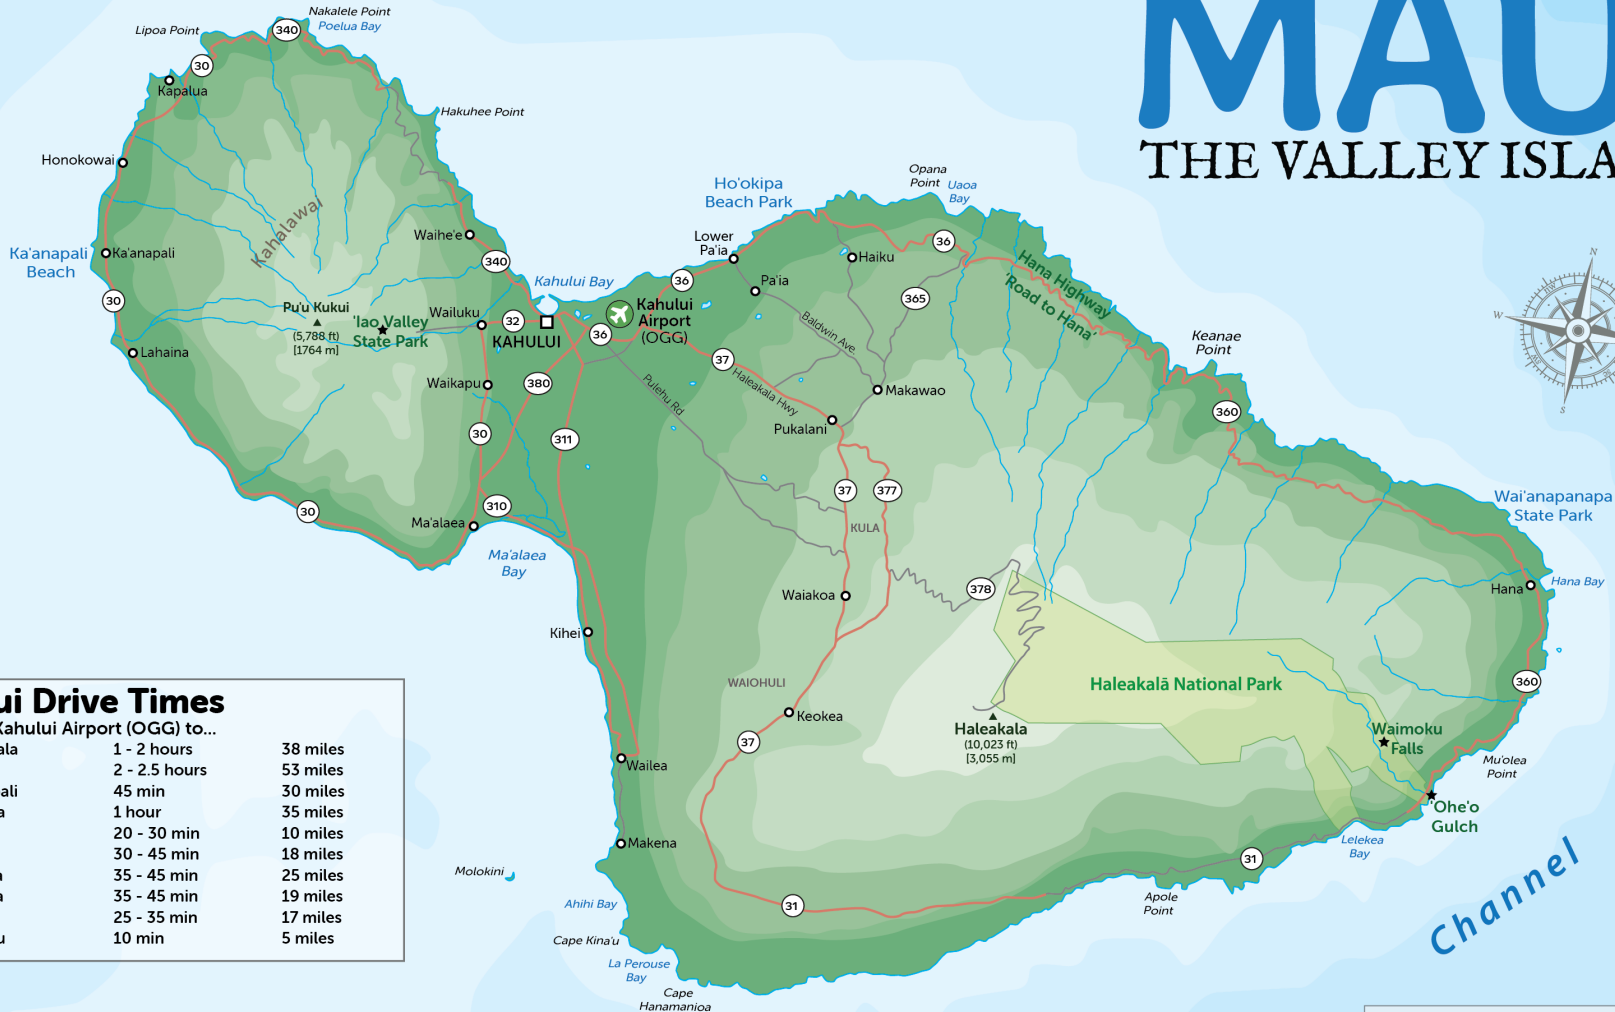 MAU
THE VALLEY ISLA
Nakalele Point
Poelua Bay
Lipoa Point
340
30
Kapalua
Hakuhee Point
Honokowai
Kahalawai
Waihe'e
340
Ka'anapali
Beach
Ka'anapali
30
Pu'u Kukui
(5,788 ft)
[1764 m]
'Iao Valley
State Park
Lahaina
Wailuku
32
KAHULUI
Kahului Bay
Kahului
Airport
(OGG)
36
36
Lower
Pa'ia
Ho'okipa
Beach Park
Pa'ia
Haiku
Opana
Point
Uaoa
Bay
36
365
Hana Highway
'Road to Hana'
Keanae
Point
N
W
S
Waikapu
380
30
311
37
Baldwin Ave
Haleakala Hwy
Pulehu Rd
Makawao
Pukalani
360
310
Ma'alaea
30
Ma'alaea
Bay
37
377
KULA
Wai'anapanapa
State Park
Hana Bay
Hana
378
Waiakoa
Kihei
WAIOHULI
Keokea
37
Haleakalā National Park
Haleakala
(10,023 ft)
[3,055 m]
360
Waimoku
Falls
Mu'olea
Point
'Ohe'o
Gulch
Lelekea
Bay
Wailea
Makena
Molokini
31
31
Apole
Point
Ahihi Bay
Cape Kina'u
La Perouse
Bay
Cape
Hanamanioa
Channel
ui Drive Times
Kahului Airport (OGG) to...
ala 1 - 2 hours 38 miles
2 - 2.5 hours 53 miles
ali 45 min 30 miles
a 1 hour 35 miles
20 - 30 min 10 miles
30 - 45 min 18 miles
a 35 - 45 min 25 miles
a 35 - 45 min 19 miles
25 - 35 min 17 miles
u 10 min 5 miles